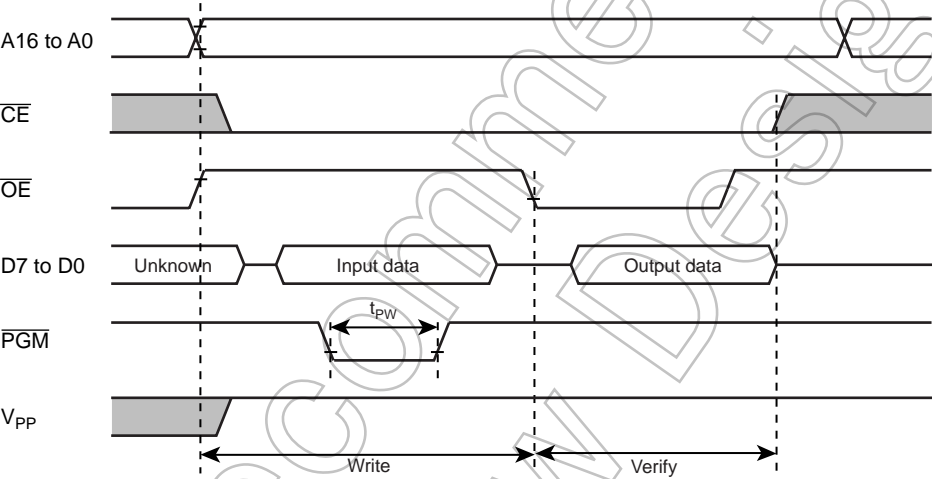 A16 to A0
CE
OE
D7 to D0 Unknown Input data Output data
tPW
PGM
VPP
Write Verify